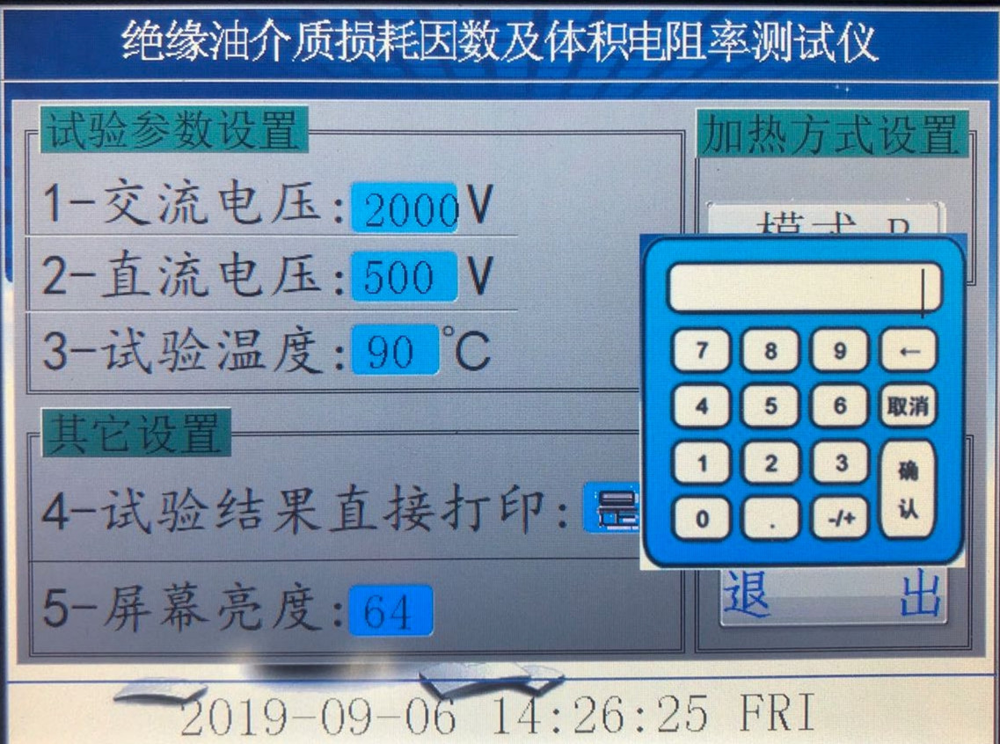 绝缘油介质损耗因数及体积电阻率测试仪
试验参数设置
1-交流电压:2000V
2-直流电压:500 V
3-试验温度:90℃
其它设置
4-试验结果直接打印:
5-屏幕亮度:64
加热方式设置
模式 B
7 8 9 ←
4 5 6 取消
1 2 3 确认
0 . -/+
退 出
2019-09-06 14:26:25 FRI